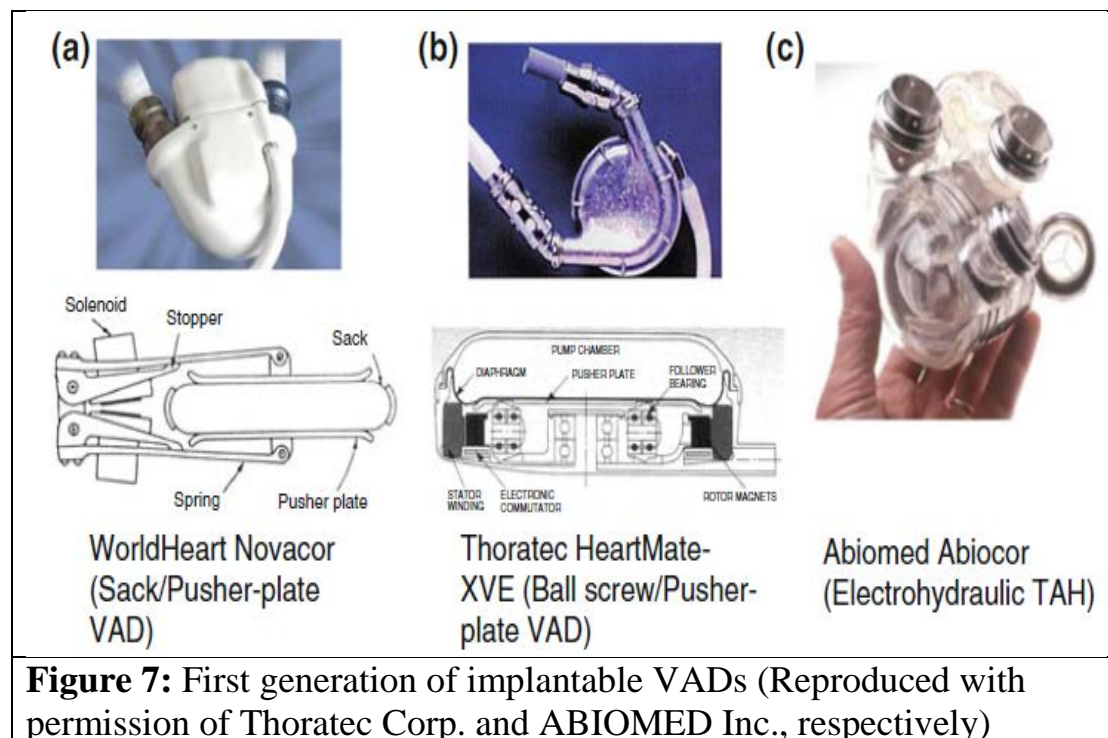 (a)
(b)
(c)
Solenoid
Stopper
Sack
Spring
Pusher plate
PUMP CHAMBER
DIAPHRAGM
PUSHER PLATE
FOLLOWER
BEARING
STATOR
WINDING
ELECTRONIC
COMMUTATOR
ROTOR MAGNETS
WorldHeart Novacor
(Sack/Pusher-plate
VAD)
Thoratec HeartMate-
XVE (Ball screw/Pusher-
plate VAD)
Abiomed Abiocor
(Electrohydraulic TAH)
Figure 7: First generation of implantable VADs (Reproduced with
permission of Thoratec Corp. and ABIOMED Inc., respectively)